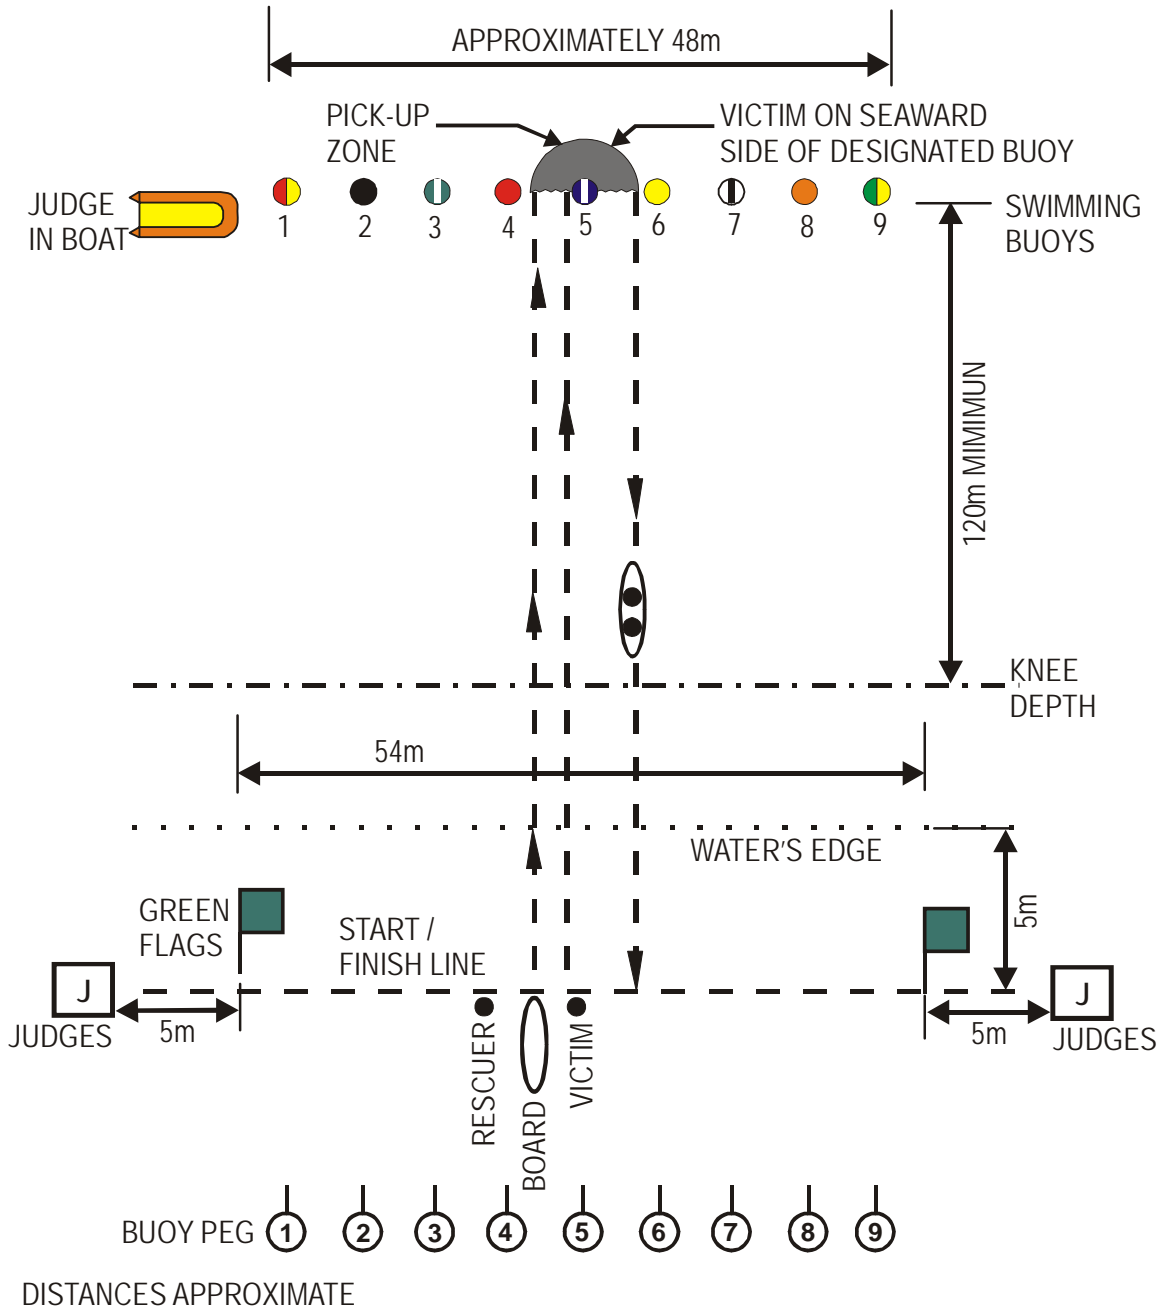 APPROXIMATELY 48m
PICK-UP
ZONE
VICTIM ON SEAWARD
SIDE OF DESIGNATED BUOY
JUDGE
IN BOAT
1 2 3 4 5 6 7 8 9
SWIMMING
BUOYS
120m MIMIMUN
KNEE
DEPTH
54m
WATER'S EDGE
GREEN
FLAGS
START /
FINISH LINE
5m
J
JUDGES
5m
J
JUDGES
5m
RESCUER
BOARD
VICTIM
BUOY PEG 1 2 3 4 5 6 7 8 9
DISTANCES APPROXIMATE